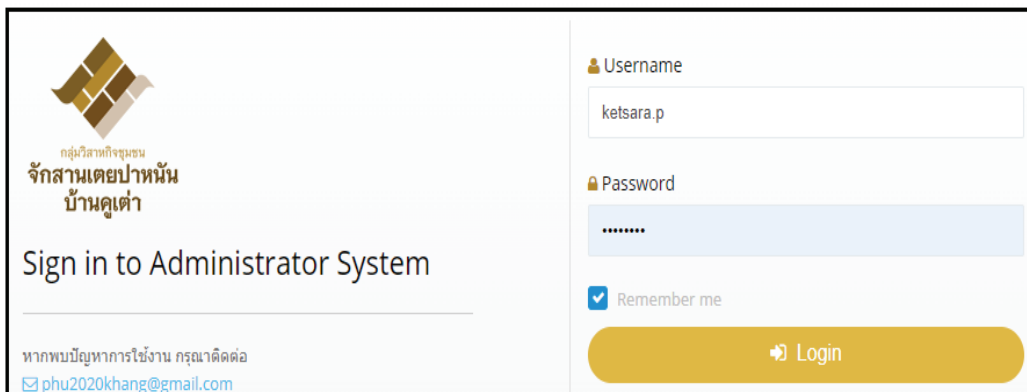 กลุ่มวิสาหกิจชุมชน
จักสานเตยปาหนัน
บ้านดูเต่า
Sign in to Administrator System
หากพบปัญหาการใช้งาน กรุณาติดต่อ
phu2020khang@gmail.com
Username
ketsara.p
Password
••••••••
Remember me
Login